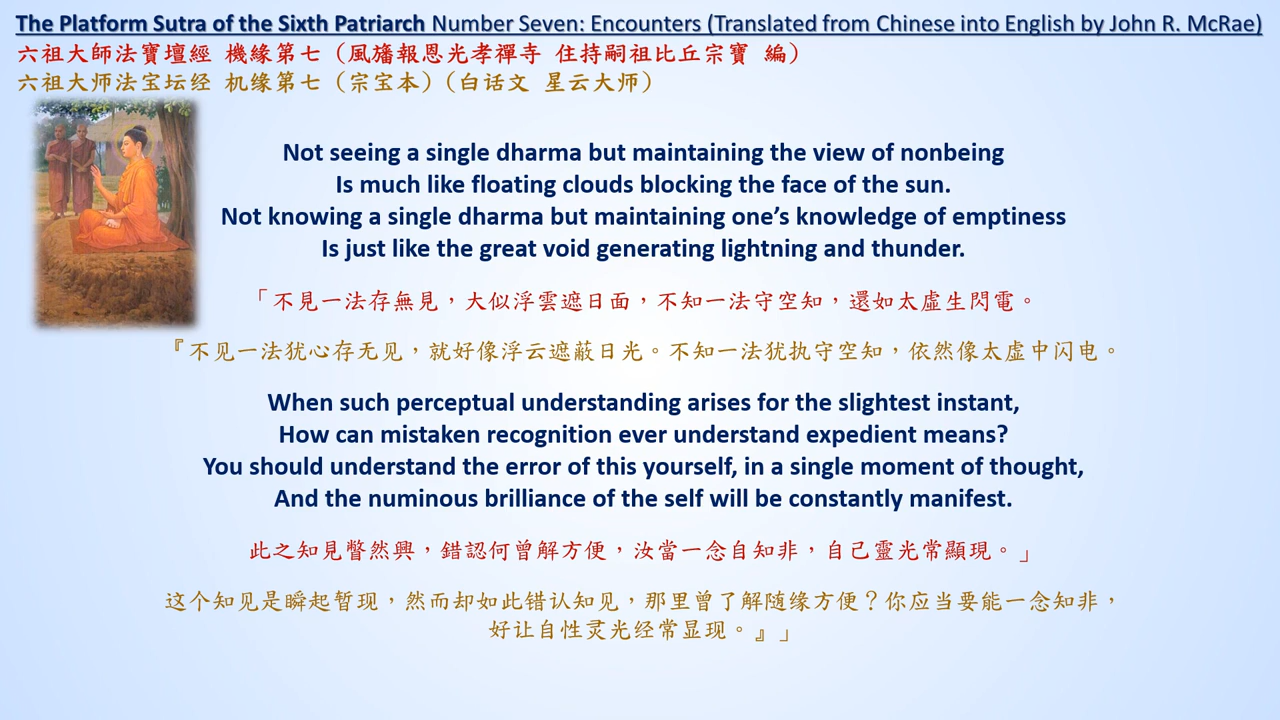 The Platform Sutra of the Sixth Patriarch Number Seven: Encounters (Translated from Chinese into English by John R. McRae)
六祖大師法寶壇經 機緣第七（風旛報恩光孝禪寺 住持嗣祖比丘宗寶 編）
六祖大师法宝坛经 机缘第七（宗宝本）（白话文 星云大师）
Not seeing a single dharma but maintaining the view of nonbeing
Is much like floating clouds blocking the face of the sun.
Not knowing a single dharma but maintaining one’s knowledge of emptiness
Is just like the great void generating lightning and thunder.
「不見一法存無見，大似浮雲遮日面，不知一法守空知，還如太虛生閃電。
『不见一法犹心存无见，就好像浮云遮蔽日光。不知一法犹执守空知，依然像太虚中闪电。
When such perceptual understanding arises for the slightest instant,
How can mistaken recognition ever understand expedient means?
You should understand the error of this yourself, in a single moment of thought,
And the numinous brilliance of the self will be constantly manifest.
此之知見瞥然興，錯認何曾解方便，汝當一念自知非，自己靈光常顯現。」
这个知见是瞬起暂现，然而却如此错认知见，那里曾了解随缘方便？你应当要能一念知非，
好让自性灵光经常显现。』」